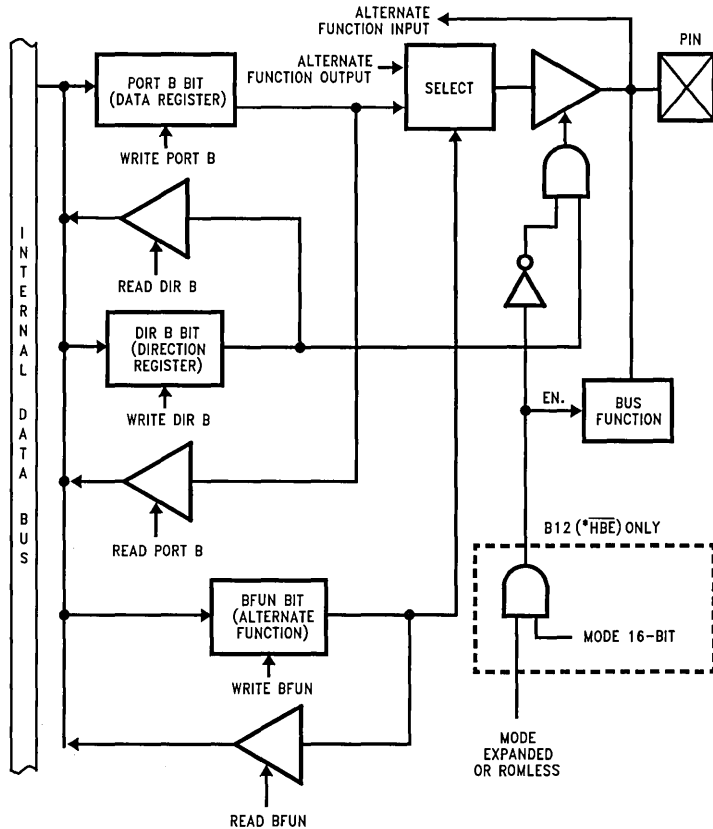 ALTERNATE
FUNCTION INPUT
PIN
ALTERNATE
FUNCTION OUTPUT
PORT B BIT
(DATA REGISTER)
SELECT
WRITE PORT B
READ DIR B
INTERNAL DATA BUS
DIR B BIT
(DIRECTION
REGISTER)
WRITE DIR B
EN.
BUS
FUNCTION
READ PORT B
B12 (*HBE) ONLY
BFUN BIT
(ALTERNATE
FUNCTION)
MODE 16-BIT
WRITE BFUN
MODE
EXPANDED
OR ROMLESS
READ BFUN